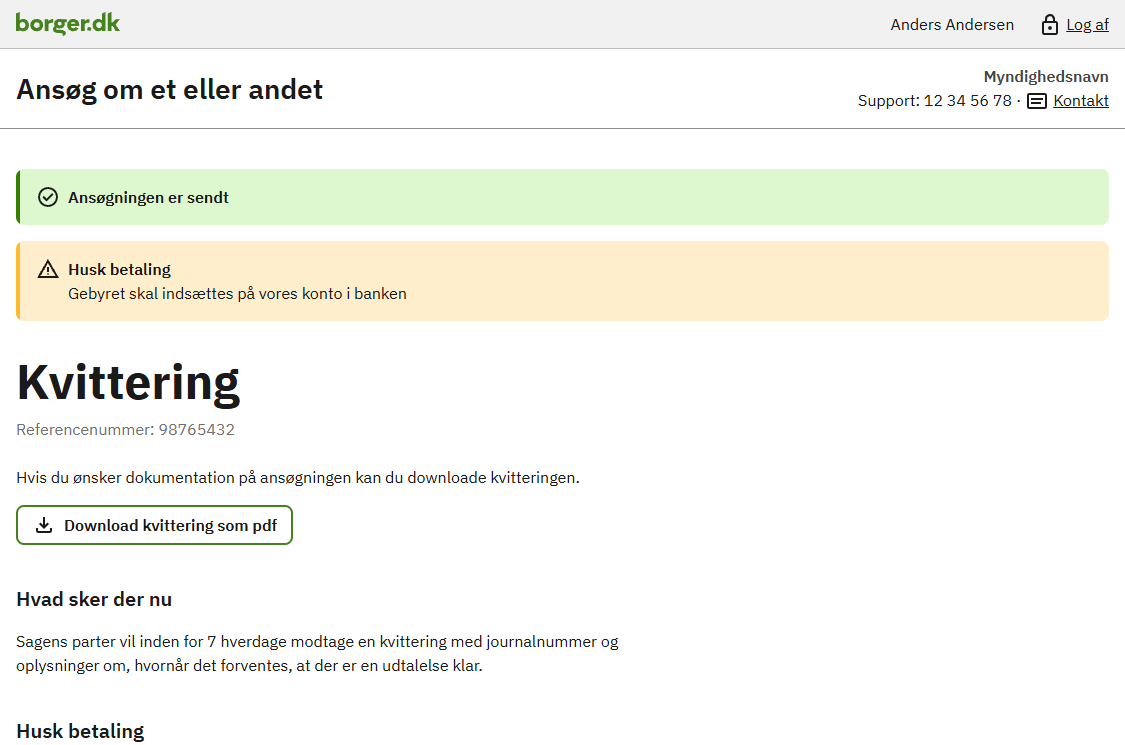 borger.dk
Anders Andersen
Log af
Ansøg om et eller andet
Myndighedsnavn
Support: 12 34 56 78 · Kontakt
Ansøgningen er sendt
Husk betaling
Gebyret skal indsættes på vores konto i banken
Kvittering
Referencenummer: 98765432
Hvis du ønsker dokumentation på ansøgningen kan du downloade kvitteringen.
Download kvittering som pdf
Hvad sker der nu
Sagens parter vil inden for 7 hverdage modtage en kvittering med journalnummer og
oplysninger om, hvornår det forventes, at der er en udtalelse klar.
Husk betaling